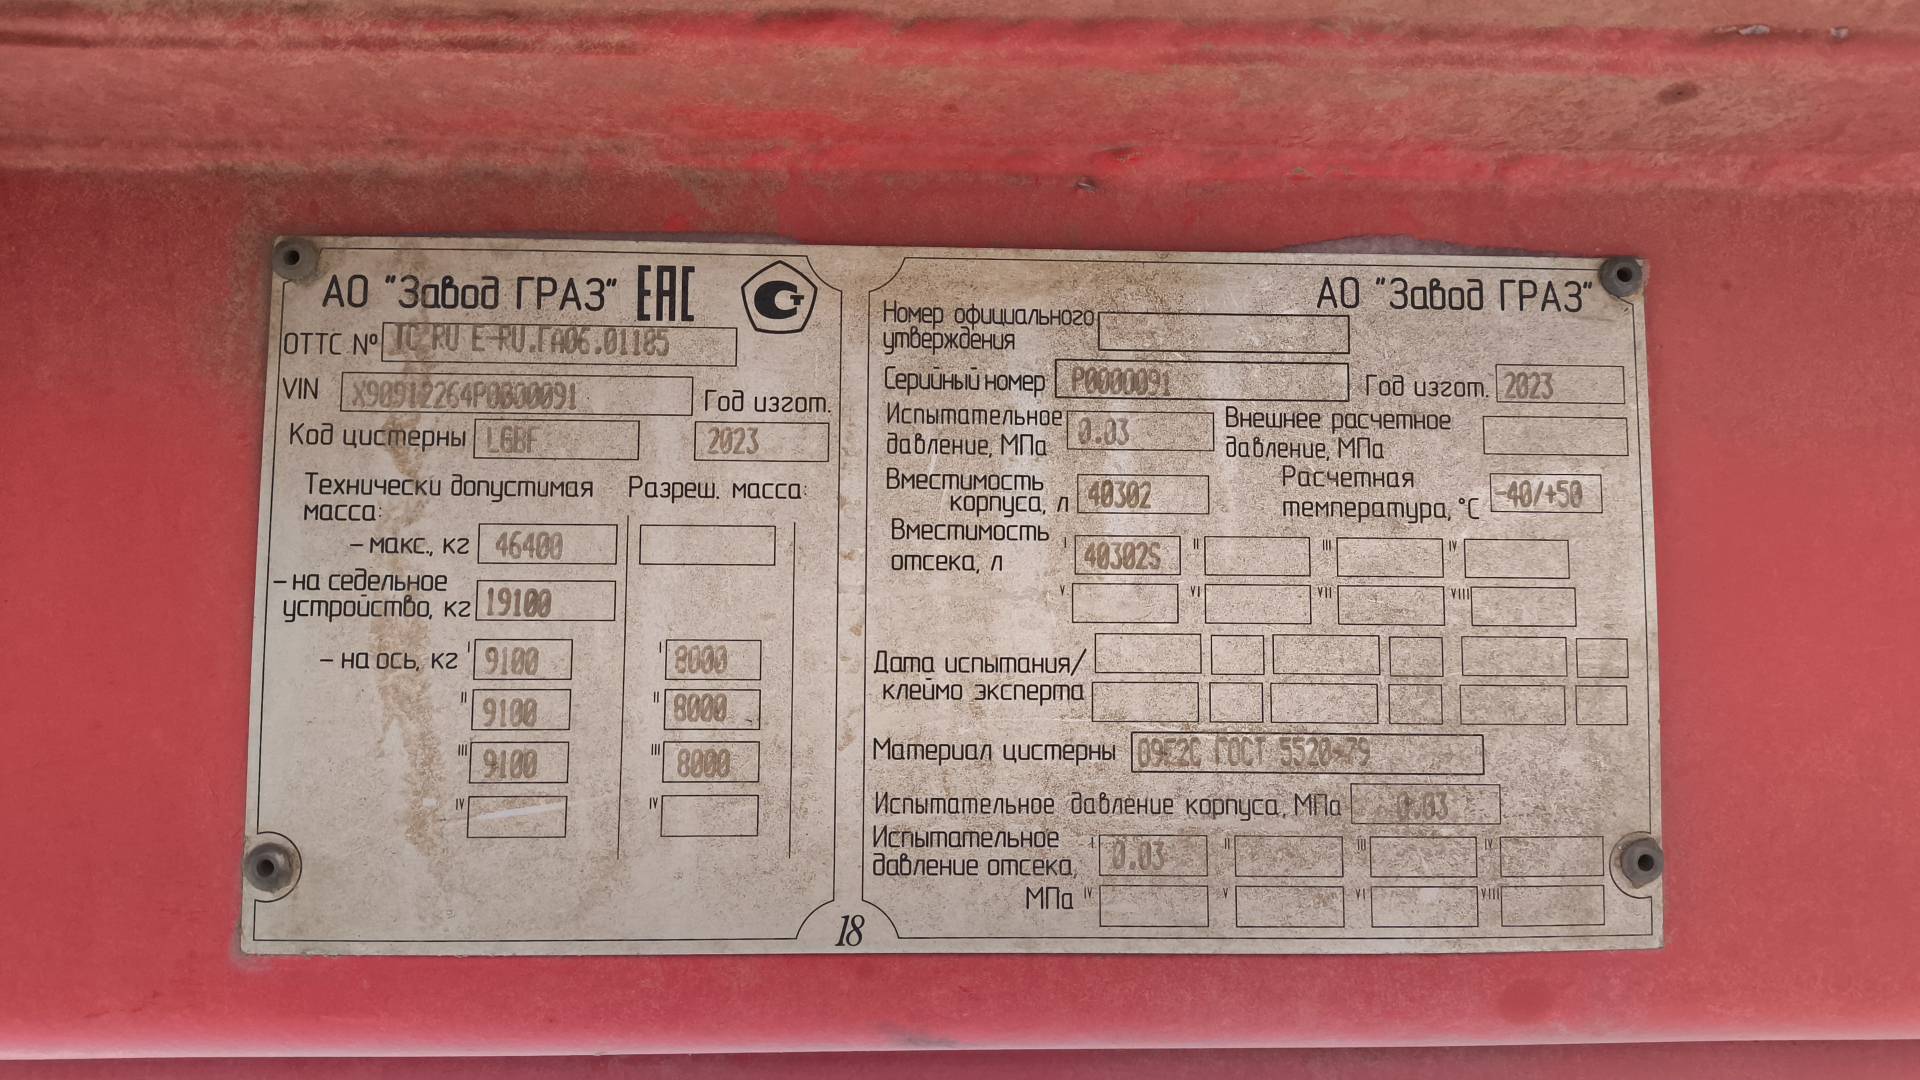 АО "Завод ГРАЗ" ЕАС Ст
ОТТС № ТС RU E-RU.ГА06.01185
VIN X90912264P0000091
Год изгот.
Код цистерны LGBF 2023
Технически допустимая масса: Разреш. масса:
- макс., кг 46400
- на седельное устройство, кг 19100
- на ось, кг I 9100 I 8000
II 9100 II 8000
III 9100 III 8000
IV IV
18
АО "Завод ГРАЗ"
Номер официального утверждения
Серийный номер P0000091 Год изгот. 2023
Испытательное давление, МПа 0.03 Внешнее расчетное давление, МПа
Вместимость корпуса, л 40302 Расчетная температура, °С -40/+50
Вместимость отсека, л I 40302S II III IV
V VI VII VIII
Дата испытания/
клеймо эксперта
Материал цистерны 09Г2С ГОСТ 5520-79
Испытательное давление корпуса, МПа 0.03
Испытательное давление отсека, МПа I 0.03 II III IV
IV V VI VIII